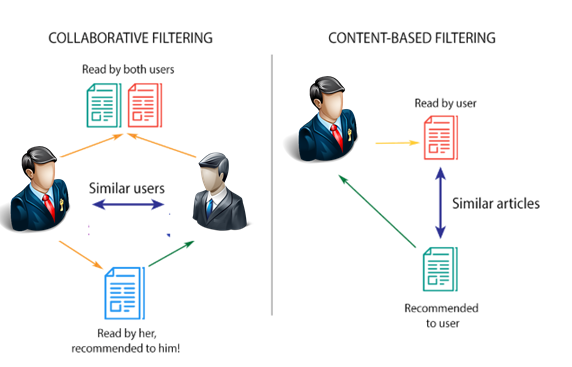 COLLABORATIVE FILTERING
Read by both users
Similar users
Read by her,
recommended to him!
CONTENT-BASED FILTERING
Read by user
Similar articles
Recommended
to user